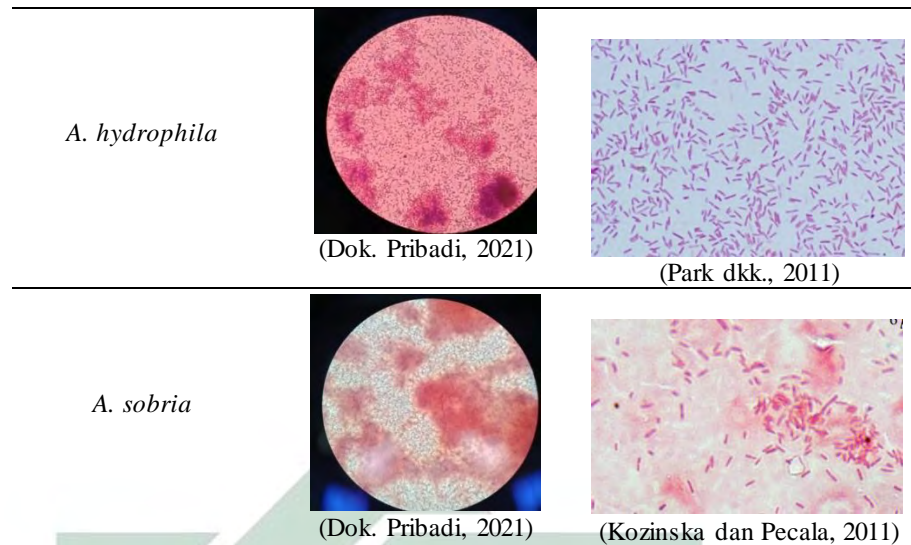 A. hydrophila
(Dok. Pribadi, 2021)
(Park dkk., 2011)
A. sobria
(Dok. Pribadi, 2021)
(Kozinska dan Pecala, 2011)